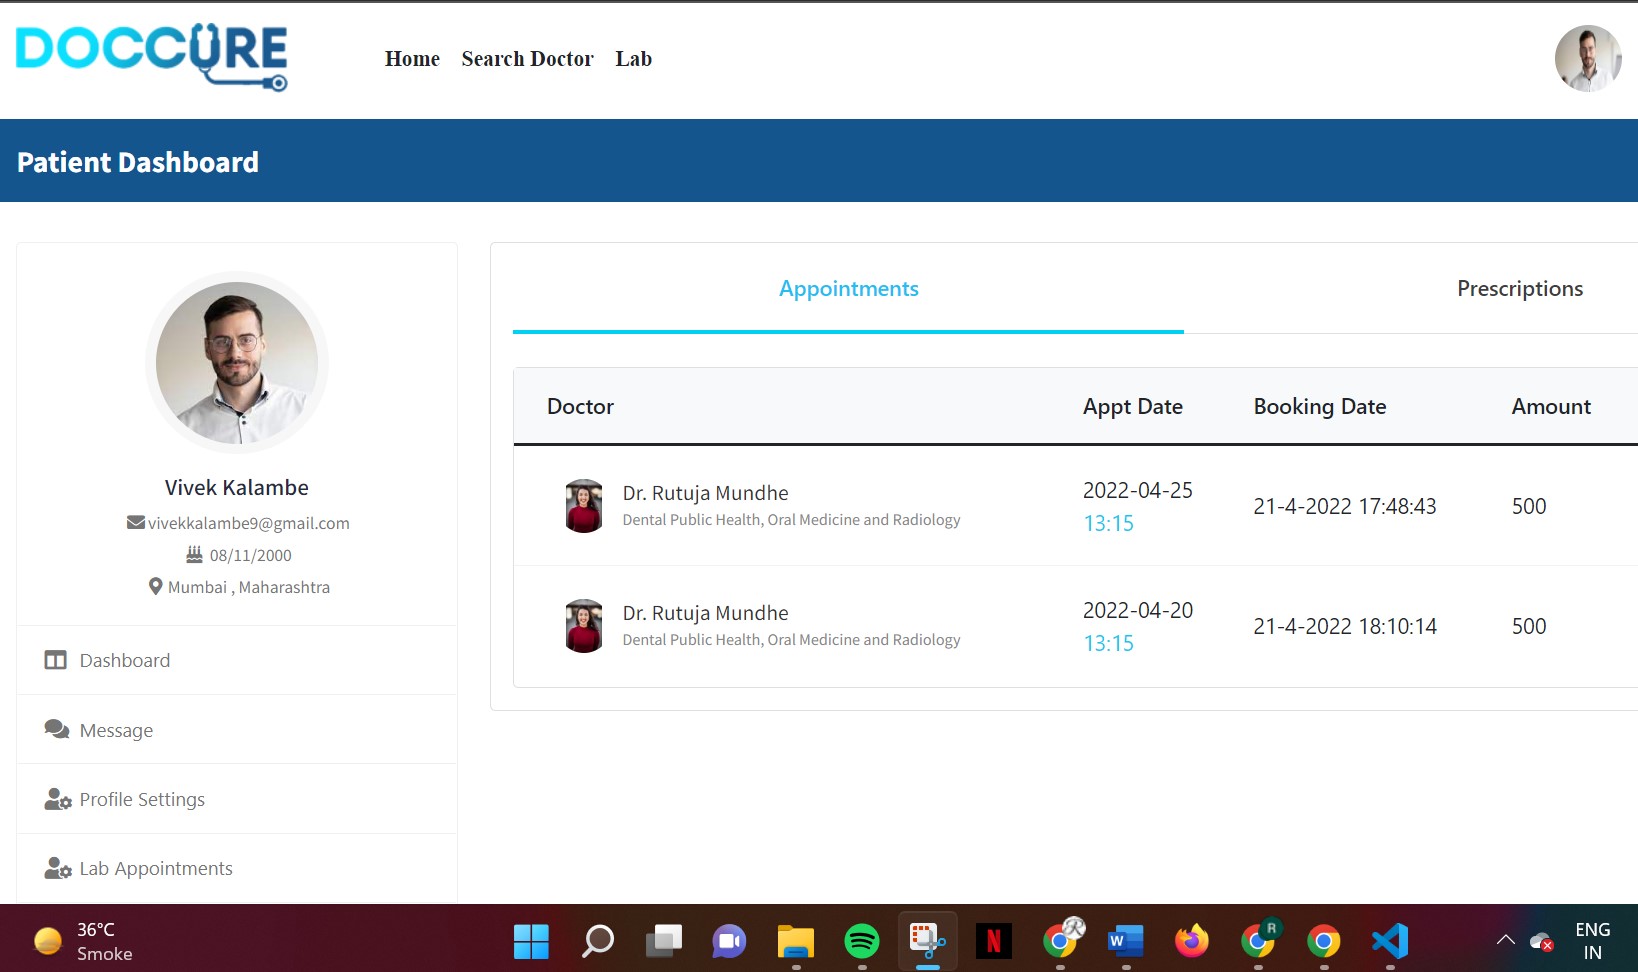 DOCCURE
Home Search Doctor Lab
Patient Dashboard
Vivek Kalambe
vivekkalambe9@gmail.com
08/11/2000
Mumbai , Maharashtra
Dashboard
Message
Profile Settings
Lab Appointments
Appointments Prescriptions
Doctor Appt Date Booking Date Amount
Dr. Rutuja Mundhe
Dental Public Health, Oral Medicine and Radiology
2022-04-25
13:15
21-4-2022 17:48:43
500
Dr. Rutuja Mundhe
Dental Public Health, Oral Medicine and Radiology
2022-04-20
13:15
21-4-2022 18:10:14
500
36°C
Smoke
N
R
W
R
ENG
IN